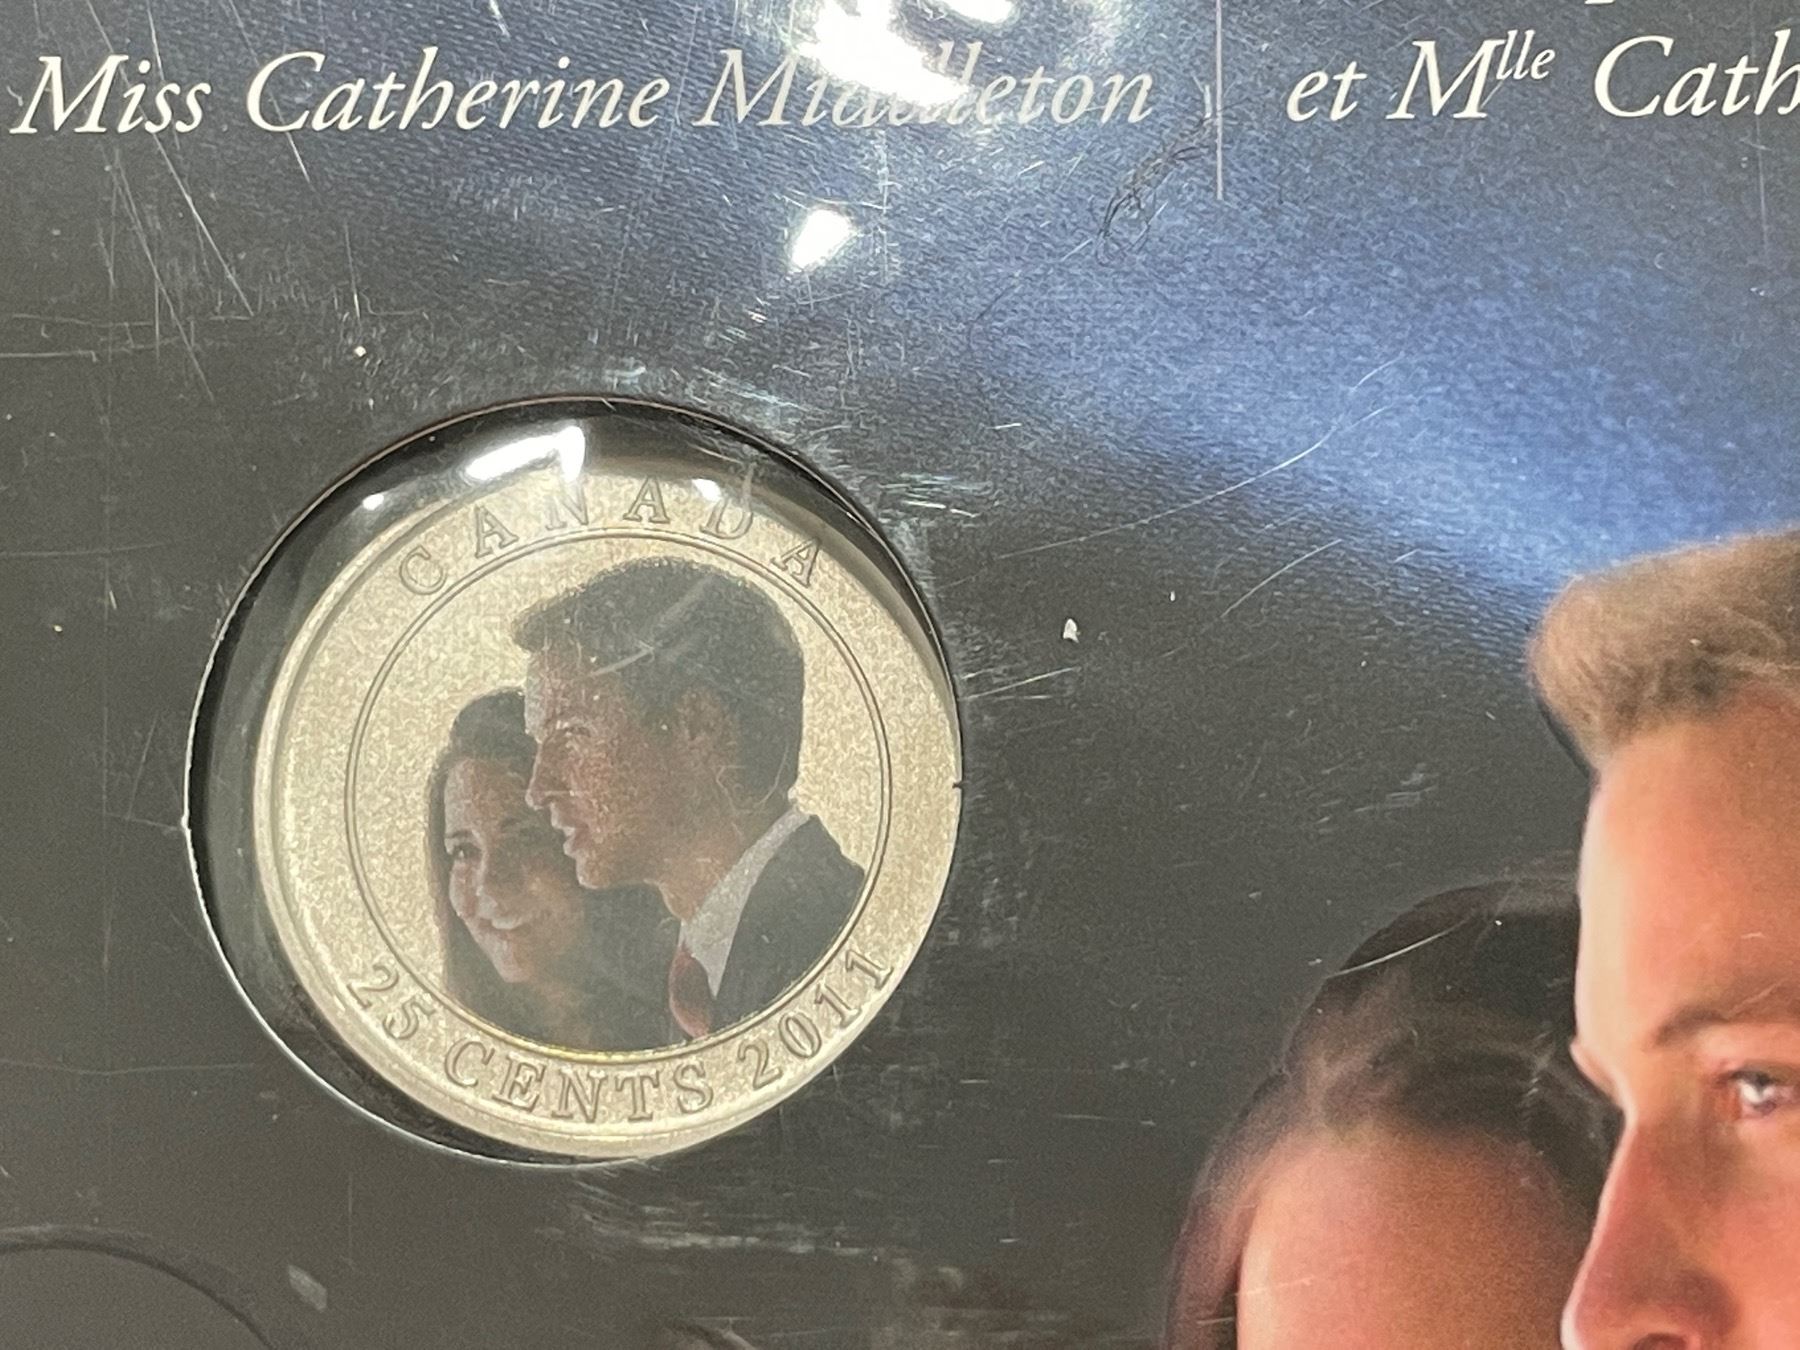 Miss Catherine Middleton
et Mlle Cath
CANADA
25 CENTS 2011